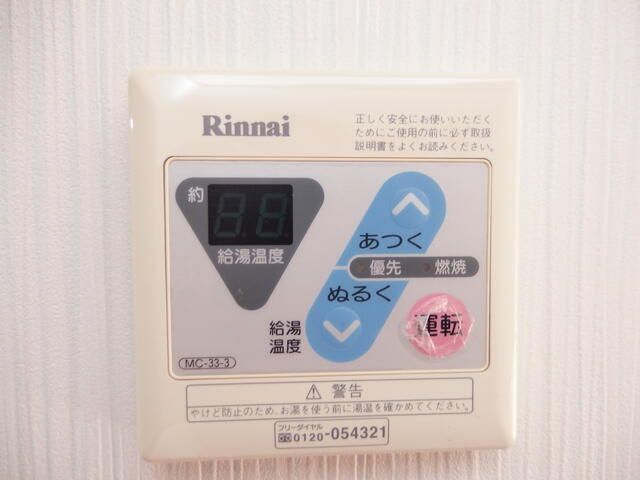 Rinnai
正しく安全にお使いいただく
ためにご使用の前に必ず取扱
説明書をよくお読みください。
約
給湯温度
あつく
優先 燃焼
ぬるく
給湯
温度
運転
MC-33-3
警告
やけど防止のため、お湯を使う前に湯温を確かめてください。
フリーダイヤル
0120-054321